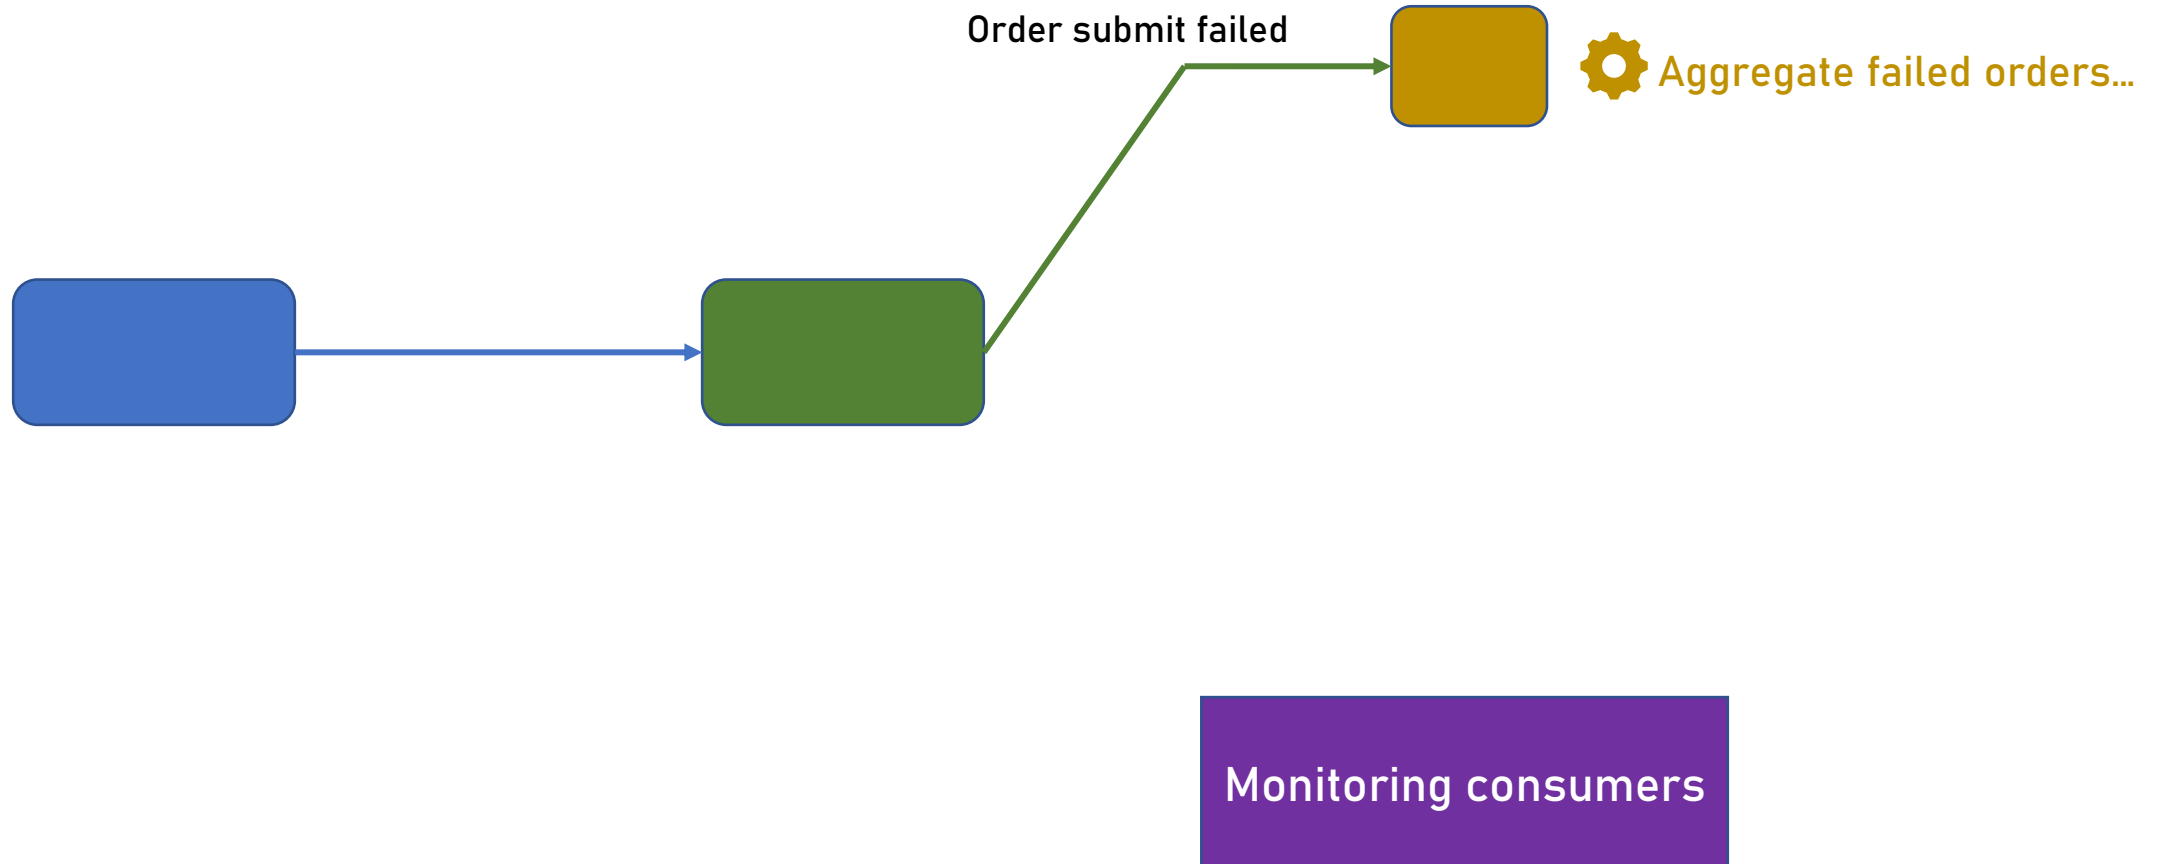 Order submit failed
Aggregate failed orders...
Monitoring consumers